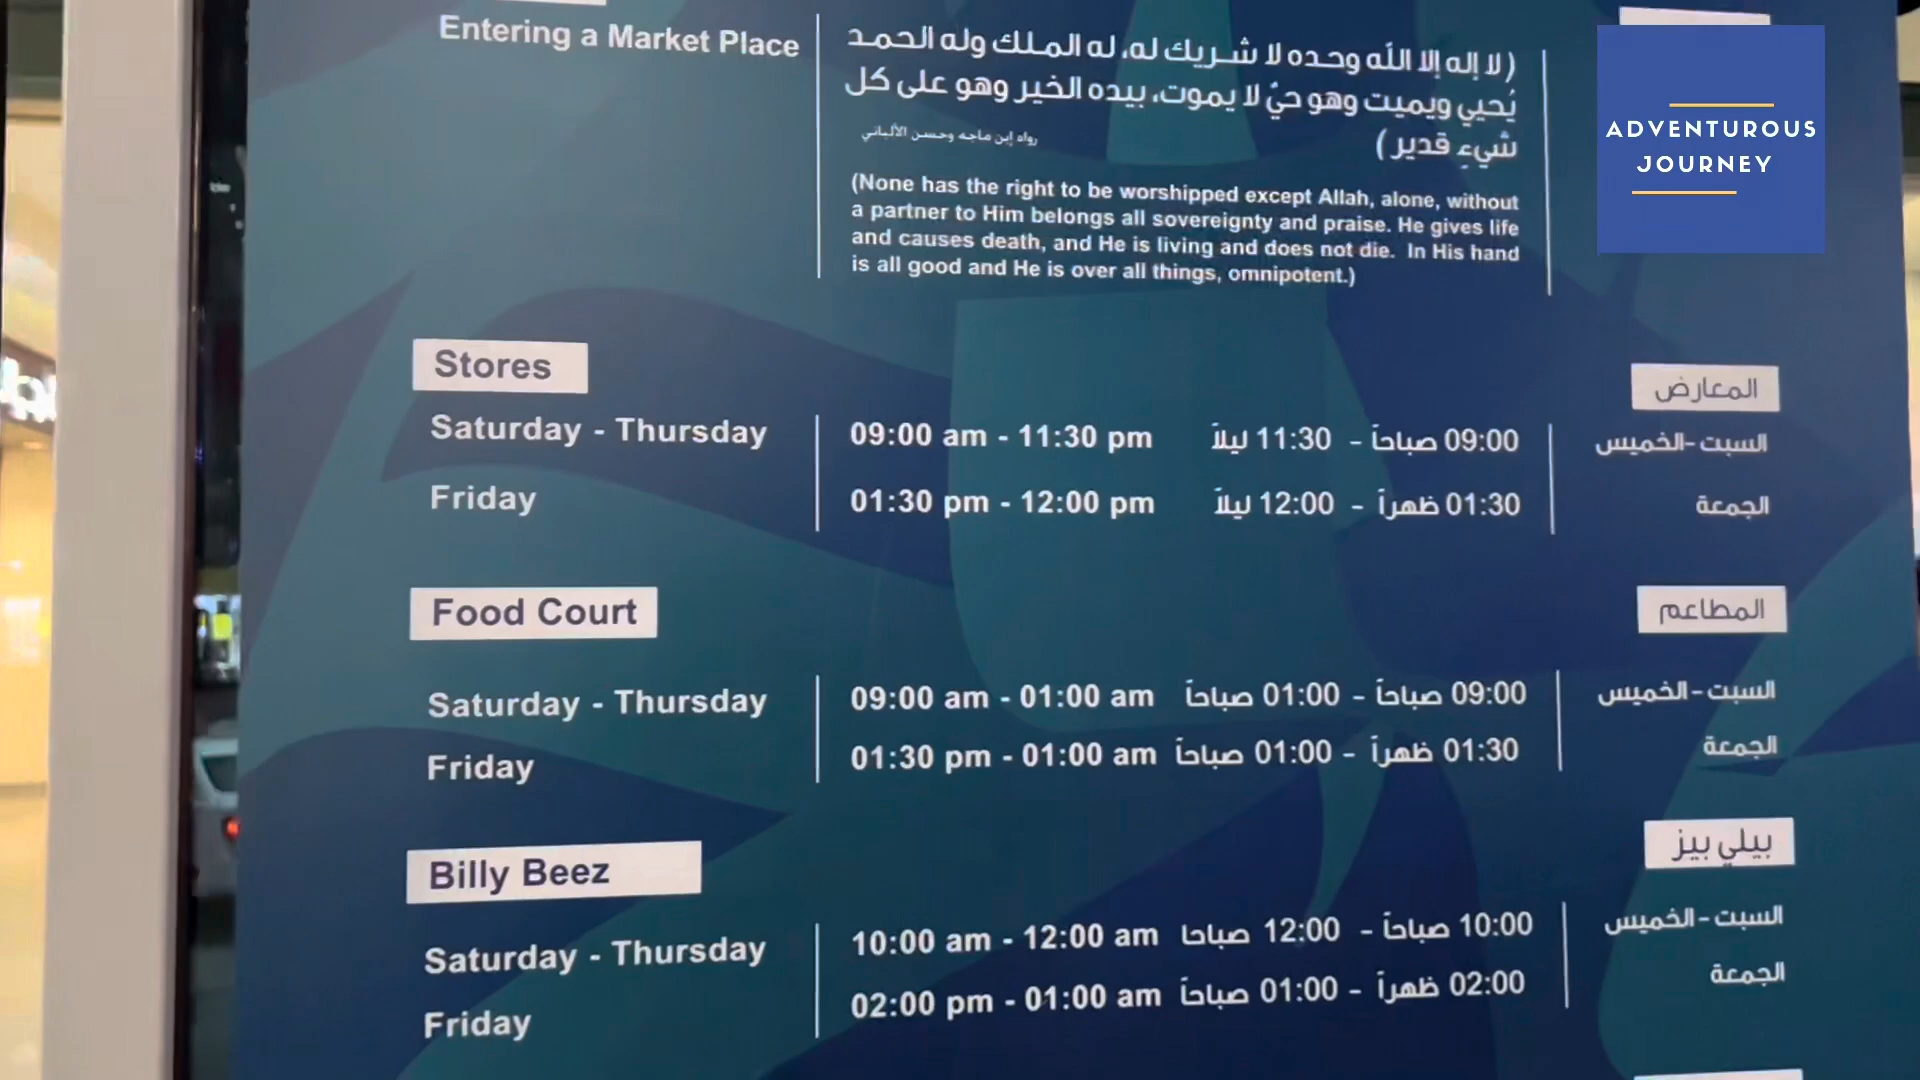 Entering a Market Place
( لا إله إلا الله وحده لا شريك له، له الملك وله الحمد
يُحيي ويميت وهو حيٌ لا يموت، بيده الخير وهو على كل
شيءٍ قدير )
رواه إبن ماجه وحسن الألباني
(None has the right to be worshipped except Allah, alone, without
a partner to Him belongs all sovereignty and praise. He gives life
and causes death, and He is living and does not die. In His hand
is all good and He is over all things, omnipotent.)
ADVENTUROUS
JOURNEY
Stores
المعارض
Saturday - Thursday
09:00 am - 11:30 pm
09:00 صباحاً - 11:30 ليلاً
السبت-الخميس
Friday
01:30 pm - 12:00 pm
01:30 ظهراً - 12:00 ليلاً
الجمعة
Food Court
المطاعم
Saturday - Thursday
09:00 am - 01:00 am
09:00 صباحاً - 01:00 صباحاً
السبت-الخميس
Friday
01:30 pm - 01:00 am
01:30 ظهراً - 01:00 صباحاً
الجمعة
Billy Beez
بيلي بيز
Saturday - Thursday
10:00 am - 12:00 am
10:00 صباحاً - 12:00 صباحا
السبت-الخميس
Friday
02:00 pm - 01:00 am
02:00 ظهراً - 01:00 صباحاً
الجمعة